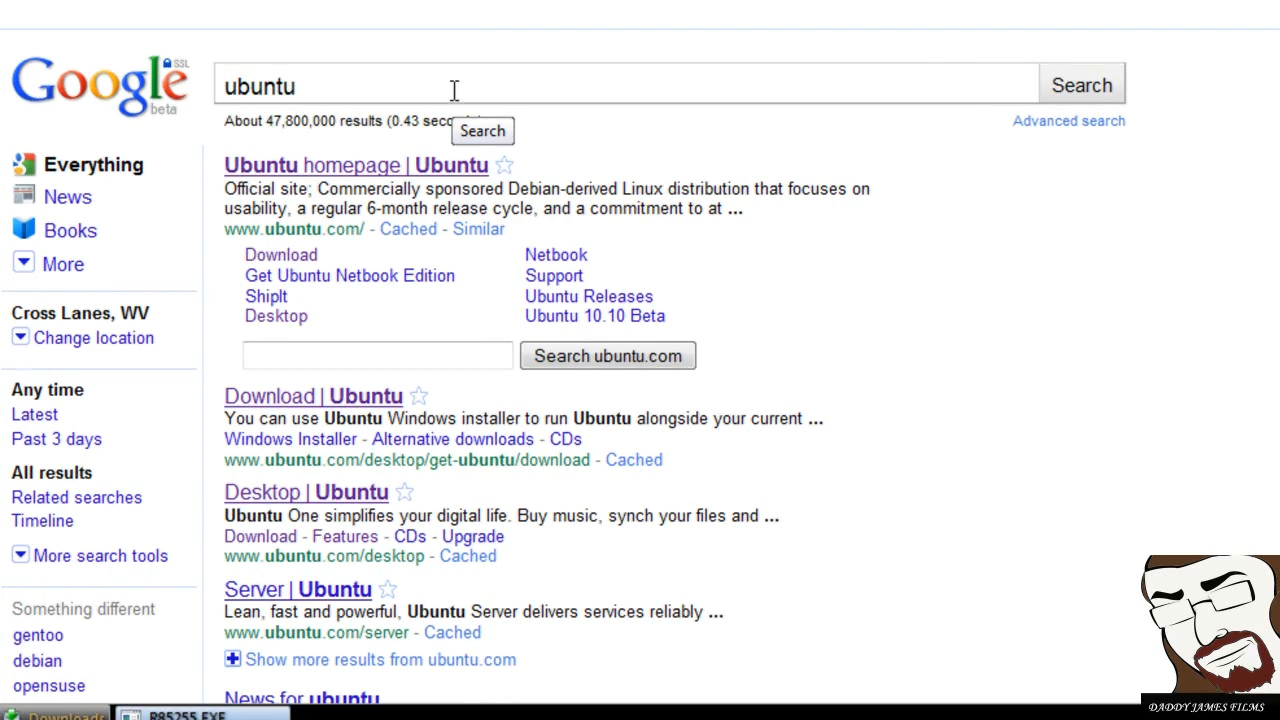 Google SSL
beta
ubuntu
Search
About 47,800,000 results (0.43
Search
Advanced search
Everything
News
Books
More
Cross Lanes, WV
Change location
Any time
Latest
Past 3 days
All results
Related searches
Timeline
More search tools
Something different
gentoo
debian
opensuse
Ubuntu homepage | Ubuntu
Official site; Commercially sponsored Debian-derived Linux distribution that focuses on
usability, a regular 6-month release cycle, and a commitment to at ...
www.ubuntu.com/ - Cached - Similar
Download Netbook
Get Ubuntu Netbook Edition Support
ShipIt Ubuntu Releases
Desktop Ubuntu 10.10 Beta
Search ubuntu.com
Download | Ubuntu
You can use Ubuntu Windows installer to run Ubuntu alongside your current ...
Windows Installer - Alternative downloads - CDs
www.ubuntu.com/desktop/get-ubuntu/download - Cached
Desktop | Ubuntu
Ubuntu One simplifies your digital life. Buy music, synch your files and ...
Download - Features - CDs - Upgrade
www.ubuntu.com/desktop - Cached
Server | Ubuntu
Lean, fast and powerful, Ubuntu Server delivers services reliably ...
www.ubuntu.com/server - Cached
Show more results from ubuntu.com
News for ubuntu
Downloads
R85255.EXE
DADDY JAMES FILMS